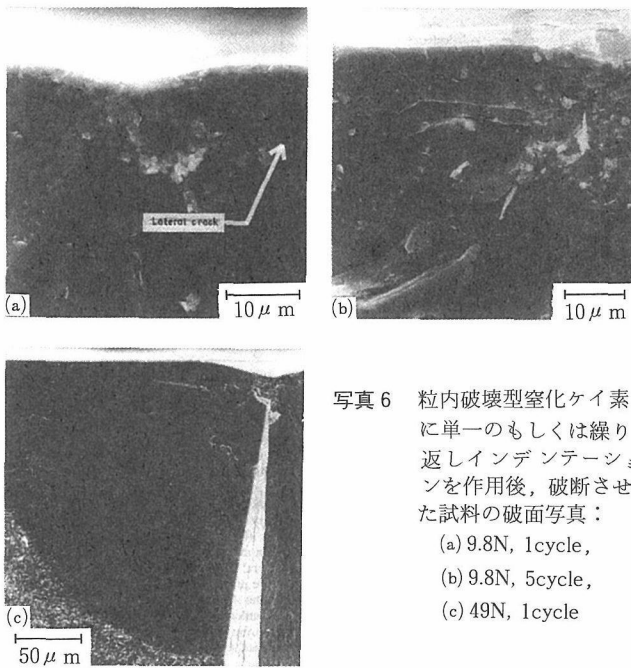 Lateral crack
(a)
10 μ m
(b)
10 μ m
(c)
50 μ m
写真6 粒内破壊型窒化ケイ素
に単一のもしくは繰り
返しインデンテーショ
ンを作用後，破断させ
た試料の破面写真：
(a) 9.8N, 1cycle,
(b) 9.8N, 5cycle,
(c) 49N, 1cycle